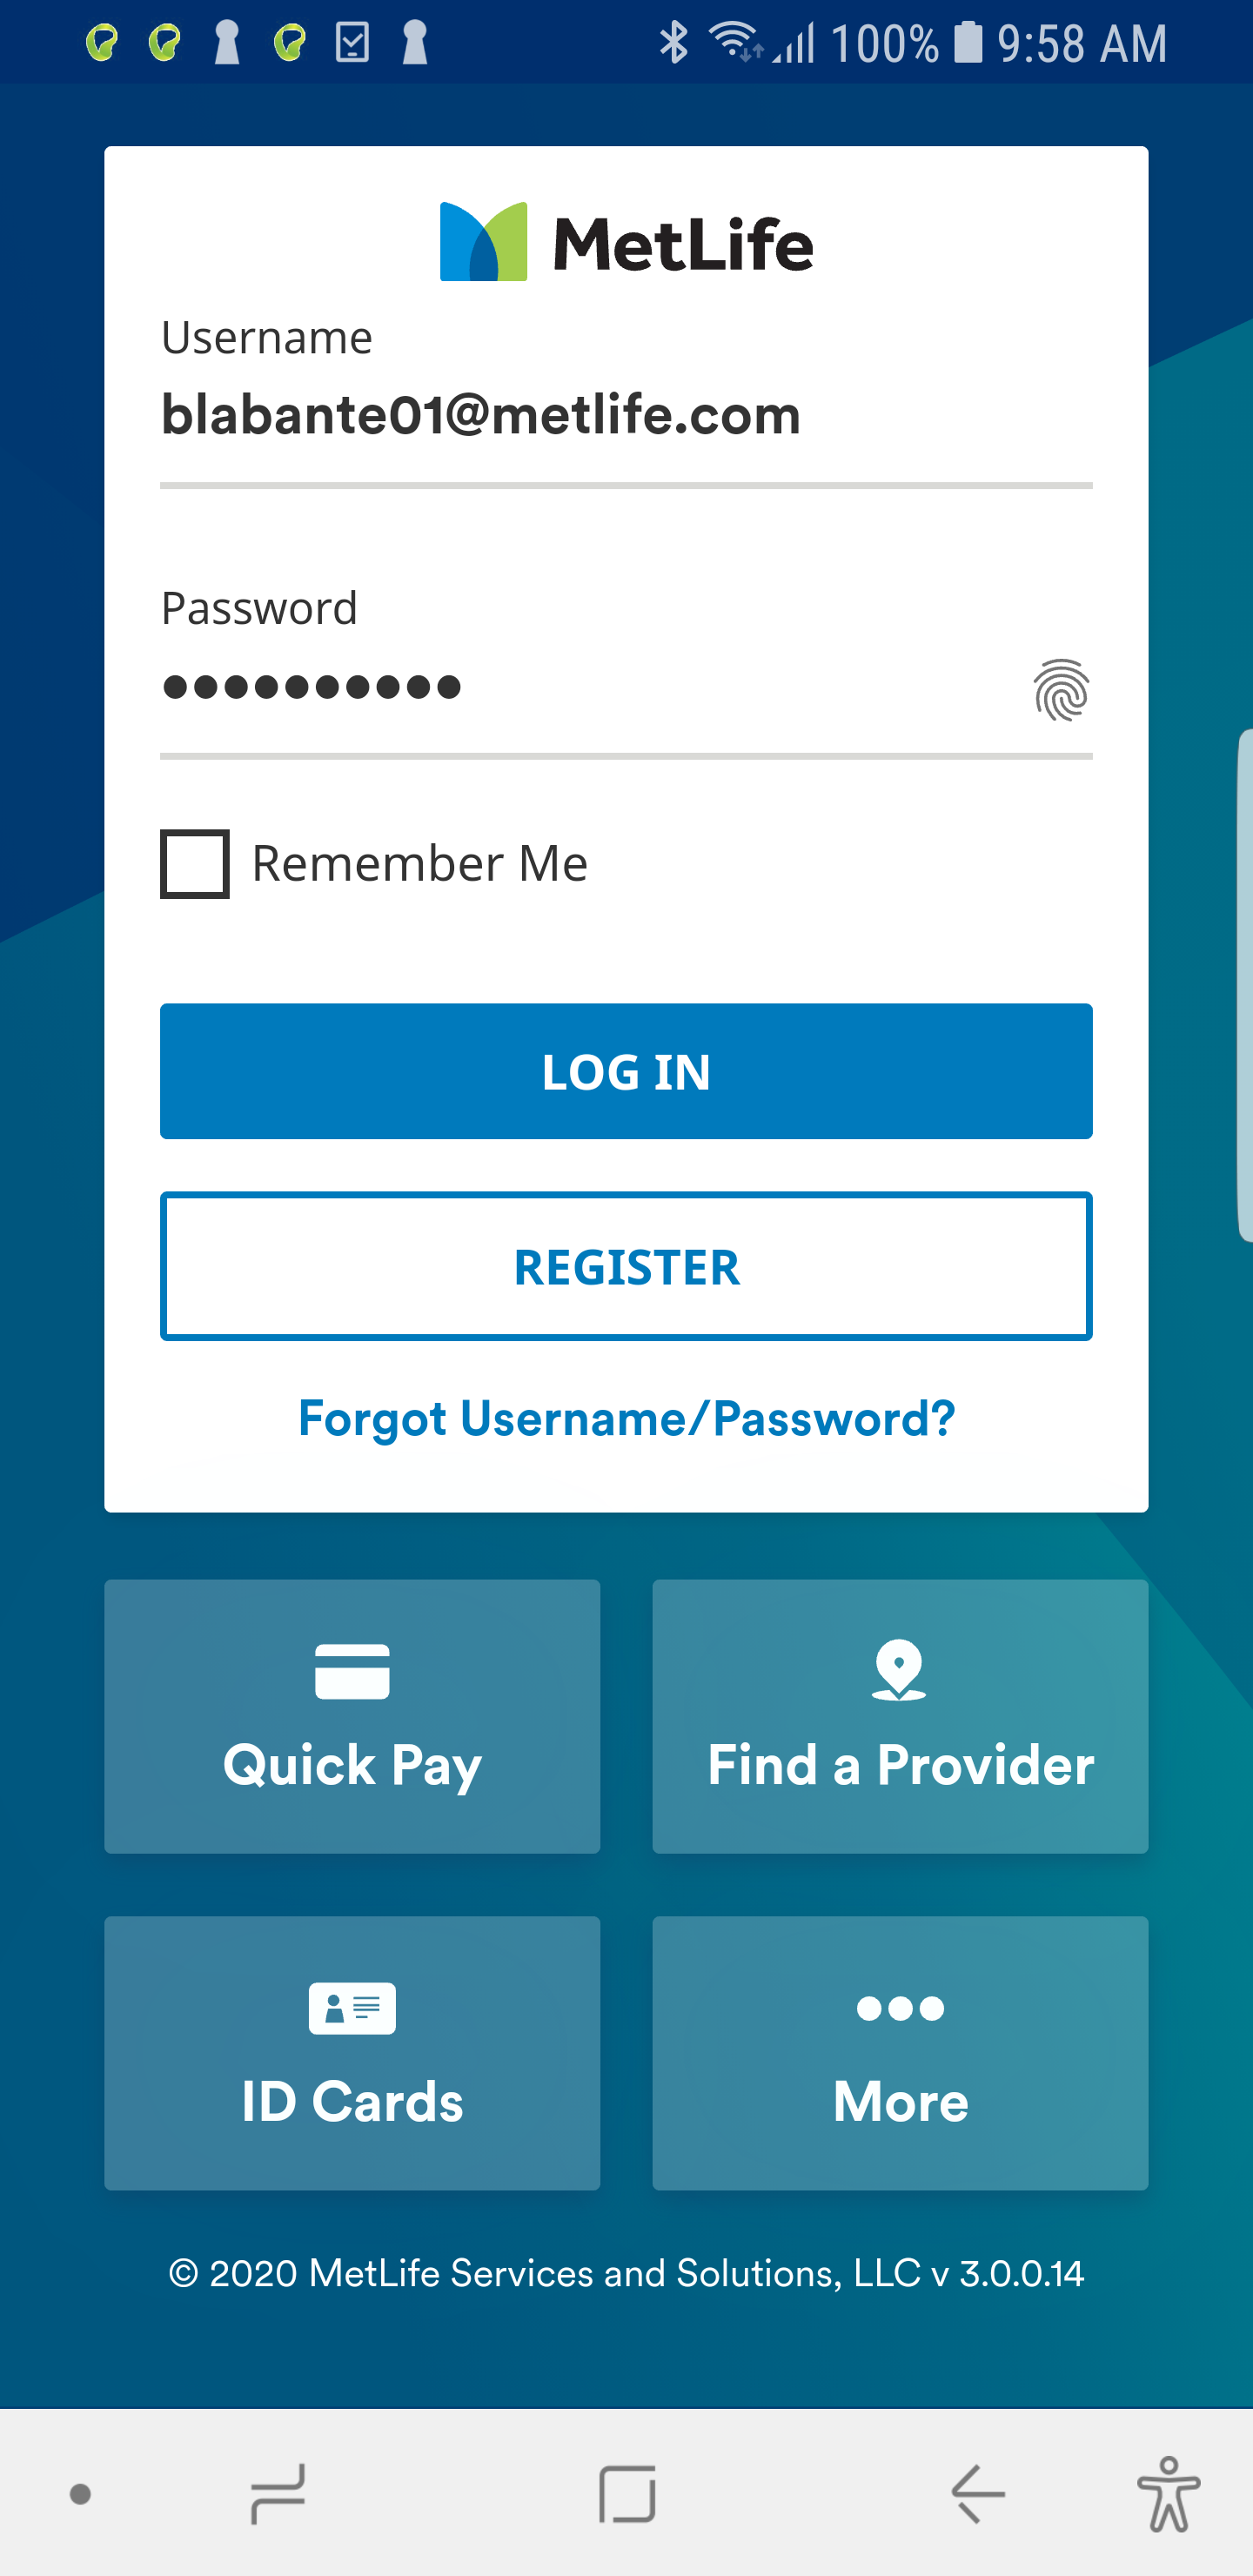 100% 9:58 AM
MetLife
Username
blabante01@metlife.com
Password
••••••••••
Remember Me
LOG IN
REGISTER
Forgot Username/Password?
Quick Pay
Find a Provider
ID Cards
More
© 2020 MetLife Services and Solutions, LLC v 3.0.0.14